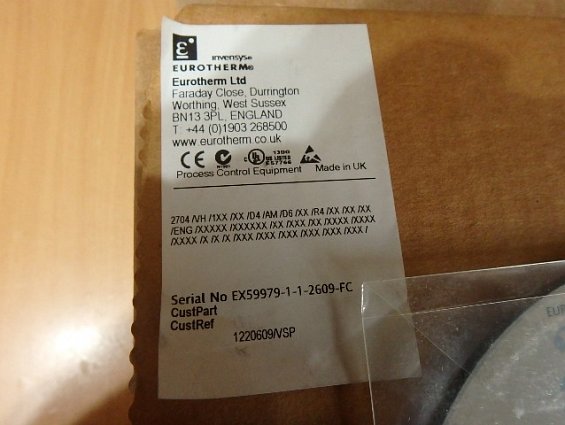 invensys
EUROTHERM®
Eurotherm Ltd
Faraday Close, Durrington
Worthing, West Sussex
BN13 3PL, ENGLAND
T +44 (0)1903 268500
www.eurotherm.co.uk
Process Control Equipment Made in UK
2704 /VH /1XX /XX /D4 /AM /D6 /XX /R4 /XX /XX /XX
/ENG /XXXXX /XXXXXX /XX /XXX /XX /XX /XXXX /XXXX
/XXXX /X /X /X /XXX /XXX /XXX /XXX /XXX /XXX /
Serial No EX59979-1-1-2609-FC
CustPart
CustRef
1220609/VSP